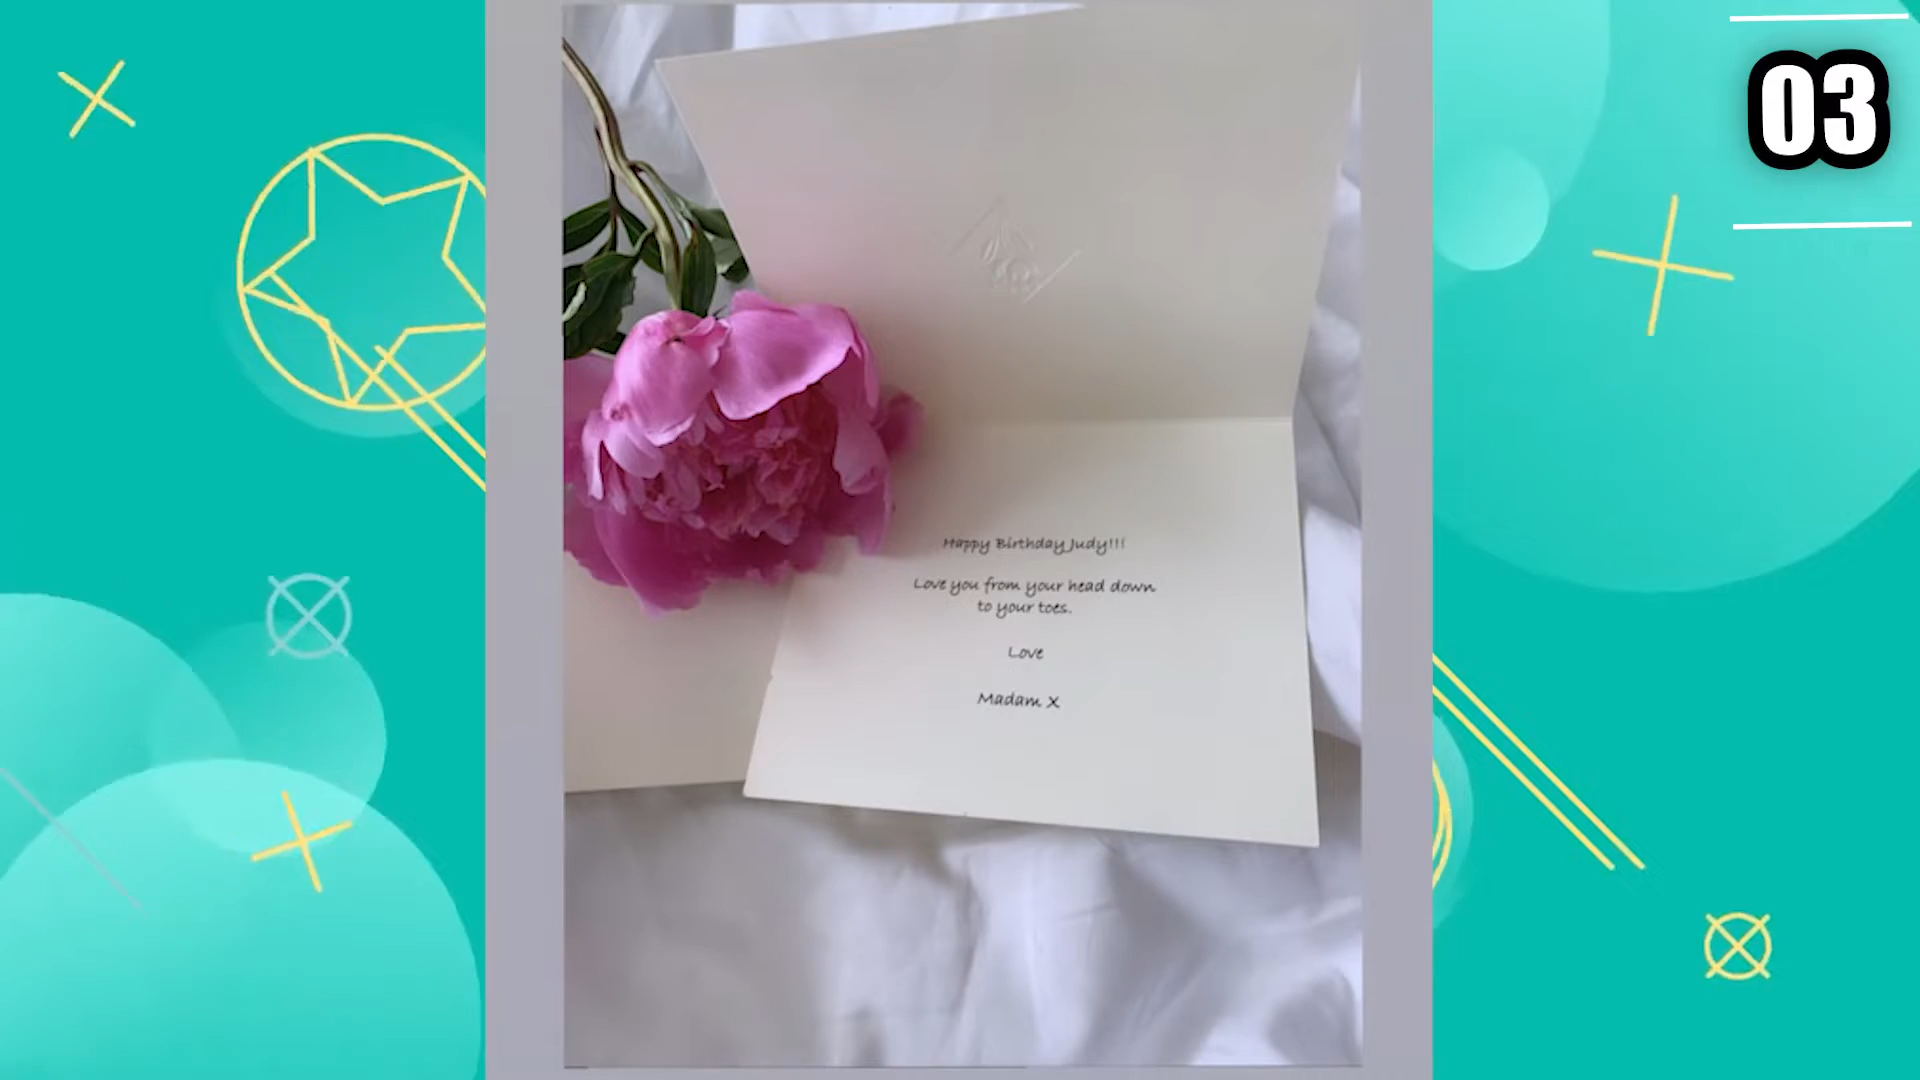 03
Happy Birthday Judy!!!
Love you from your head down
to your toes.
Love
Madam X